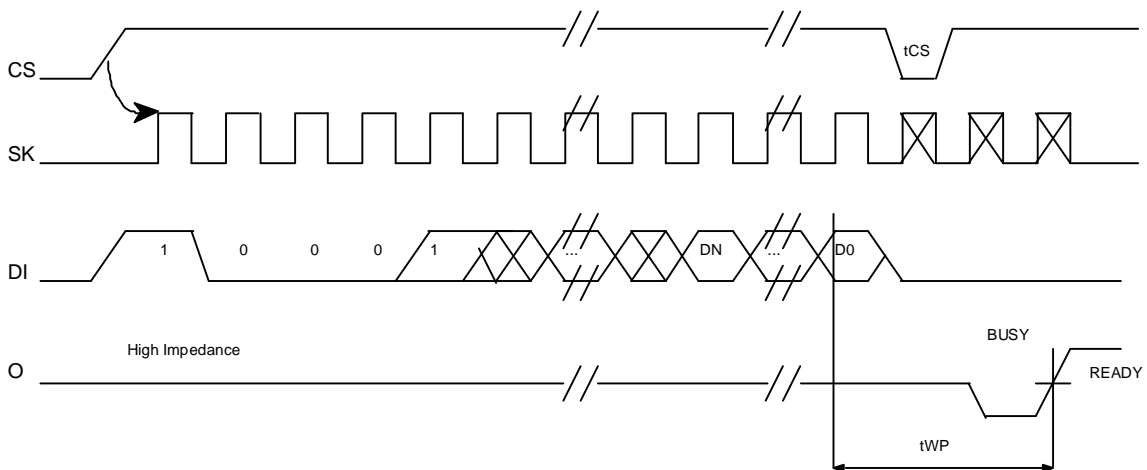 tCS
CS
SK
1 0 0 0 1 ... DN ... D0
DI
BUSY
High Impedance
O
READY
tWP